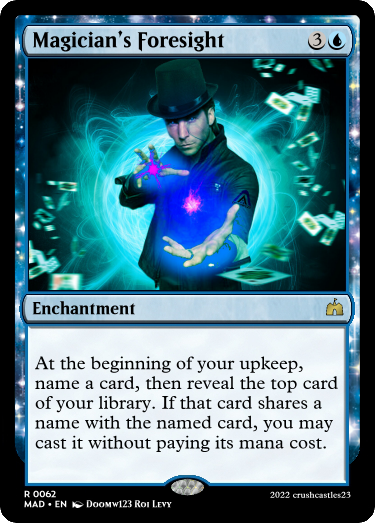 Magician's Foresight 3
Enchantment
At the beginning of your upkeep,
name a card, then reveal the top card
of your library. If that card shares a
name with the named card, you may
cast it without paying its mana cost.
R 0062
MAD • EN Doomw123 Roi Levy
2022 crushcastles23